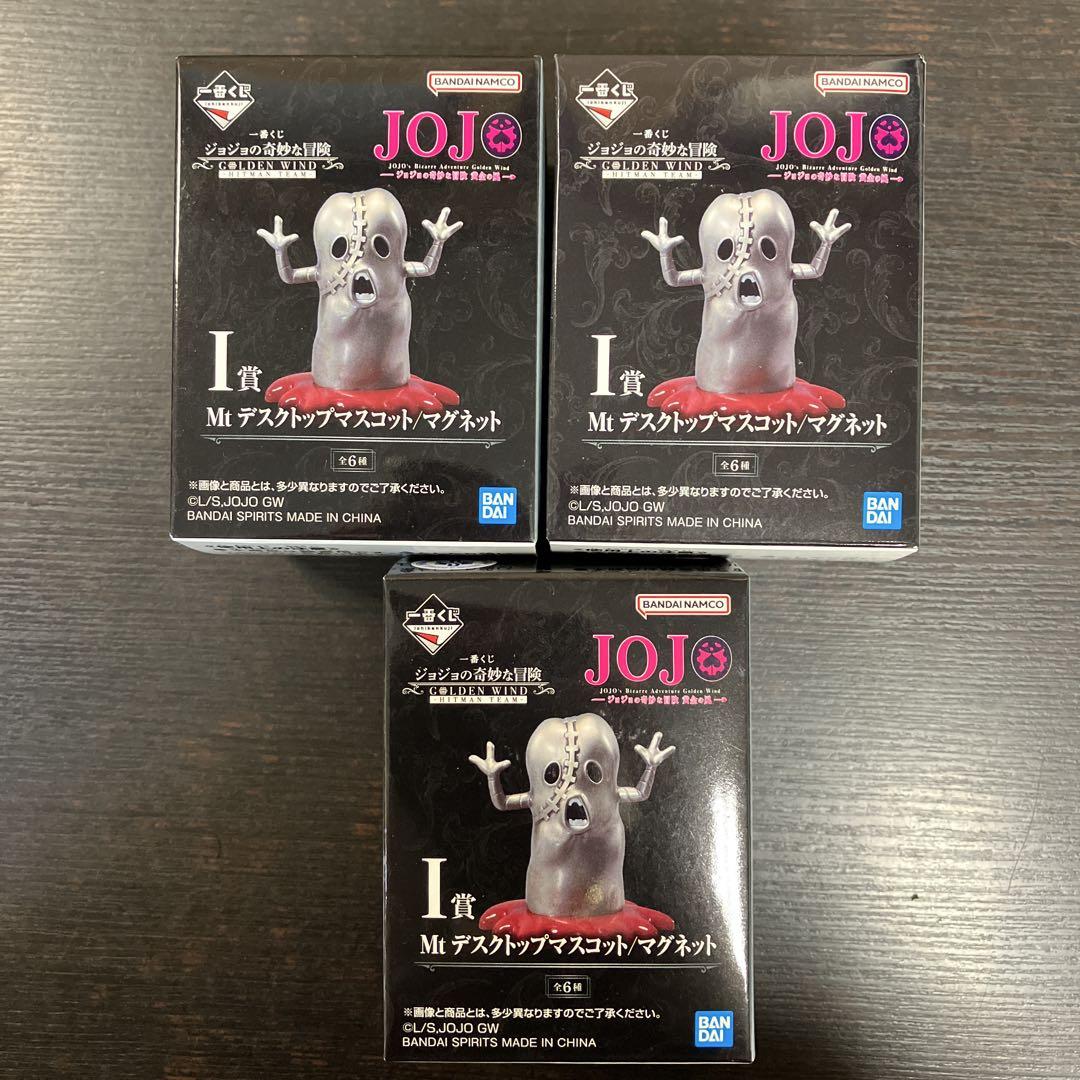 BANDAI NAMCO
一番くじ
ichibankuji
一番くじ
ジョジョの奇妙な冒険
GOLDEN WIND
-HITMAN TEAM-
JOJO
JOJO's Bizarre Adventure Golden Wind
ジョジョの奇妙な冒険 黄金の風
I賞
Mt デスクトップマスコット/マグネット
全6種
※画像と商品とは、多少異なりますのでご了承ください。
©L/S,JOJO GW
BANDAI SPIRITS MADE IN CHINA
BAN
DAI
BANDAI NAMCO
一番くじ
ichibankuji
一番くじ
ジョジョの奇妙な冒険
GOLDEN WIND
-HITMAN TEAM-
JOJO
JOJO's Bizarre Adventure Golden Wind
ジョジョの奇妙な冒険 黄金の風
I賞
Mt デスクトップマスコット/マグネット
全6種
※画像と商品とは、多少異なりますのでご了承ください。
©L/S,JOJO GW
BANDAI SPIRITS MADE IN CHINA
BAN
DAI
BANDAI NAMCO
一番くじ
ichibankuji
一番くじ
ジョジョの奇妙な冒険
GOLDEN WIND
-HITMAN TEAM-
JOJO
JOJO's Bizarre Adventure Golden Wind
ジョジョの奇妙な冒険 黄金の風
I賞
Mt デスクトップマスコット/マグネット
全6種
※画像と商品とは、多少異なりますのでご了承ください。
©L/S,JOJO GW
BANDAI SPIRITS MADE IN CHINA
BAN
DAI